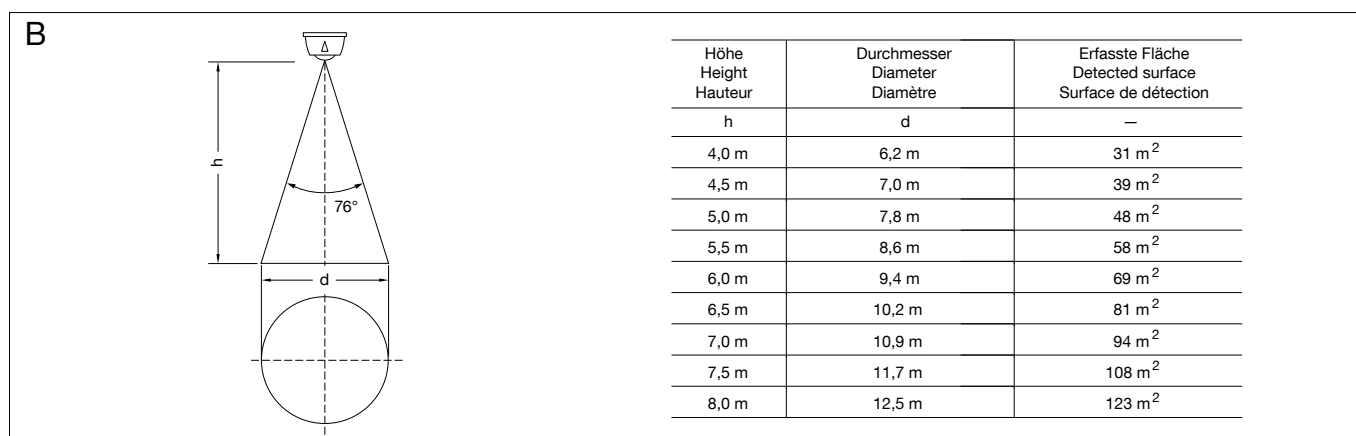 B
h
76°
d
Höhe Durchmesser Erfasste Fläche
Height Diameter Detected surface
Hauteur Diamètre Surface de détection
h d —
4,0 m 6,2 m 31 m²
4,5 m 7,0 m 39 m²
5,0 m 7,8 m 48 m²
5,5 m 8,6 m 58 m²
6,0 m 9,4 m 69 m²
6,5 m 10,2 m 81 m²
7,0 m 10,9 m 94 m²
7,5 m 11,7 m 108 m²
8,0 m 12,5 m 123 m²